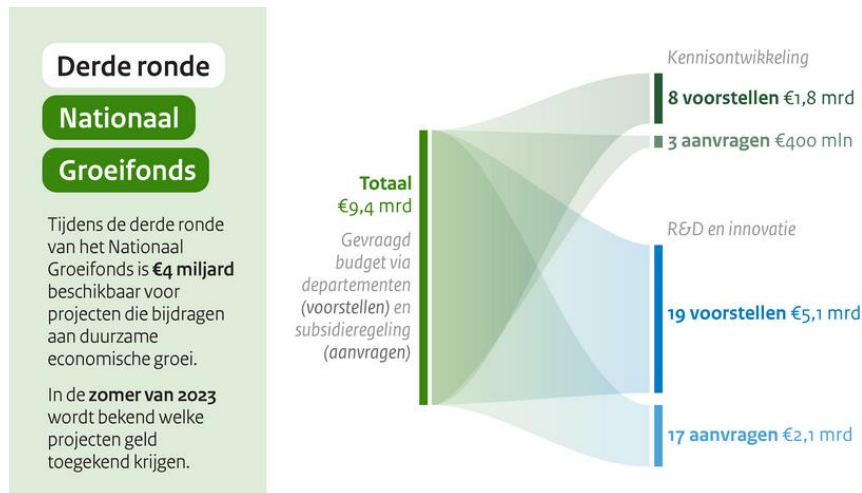 Derde ronde
Nationaal
Groeifonds
Tijdens de derde ronde
van het Nationaal
Groeifonds is €4 miljard
beschikbaar voor
projecten die bijdragen
aan duurzame
economische groei.
In de zomer van 2023
wordt bekend welke
projecten geld
toegekend krijgen.
Totaal
€9,4 mrd
Gevraagd
budget via
departementen
(voorstellen) en
subsidieregeling
(aanvragen)
Kennisontwikkeling
8 voorstellen €1,8 mrd
3 aanvragen €400 mln
R&D en innovatie
19 voorstellen €5,1 mrd
17 aanvragen €2,1 mrd